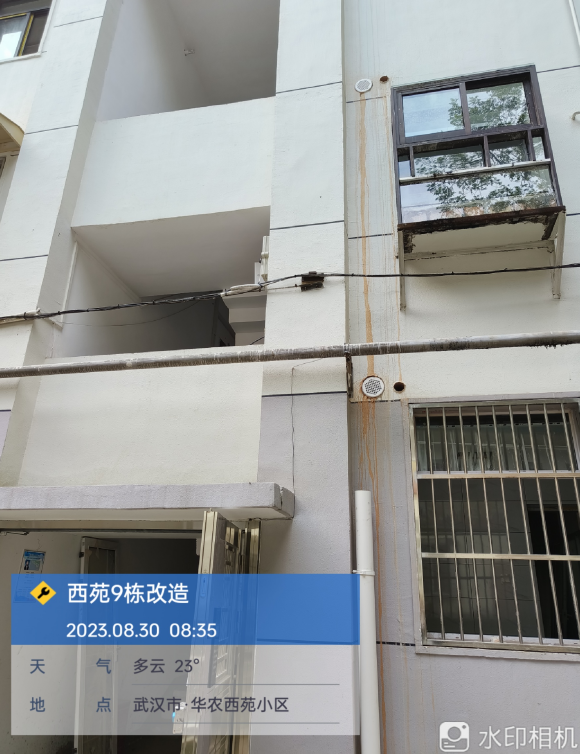 西苑9栋改造
2023.08.30 08:35
天 气 多云 23°
地 点 武汉市·华农西苑小区
水印相机